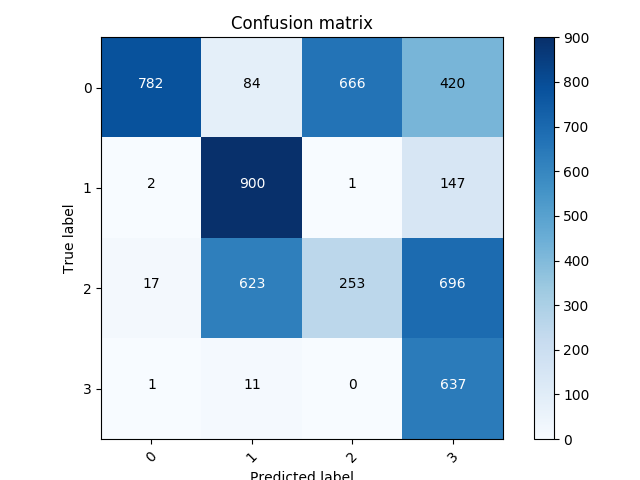 Confusion matrix
0 782 84 666 420
1 2 900 1 147
2 17 623 253 696
3 1 11 0 637
0 1 2 3
True label
Predicted label
900
800
700
600
500
400
300
200
100
0